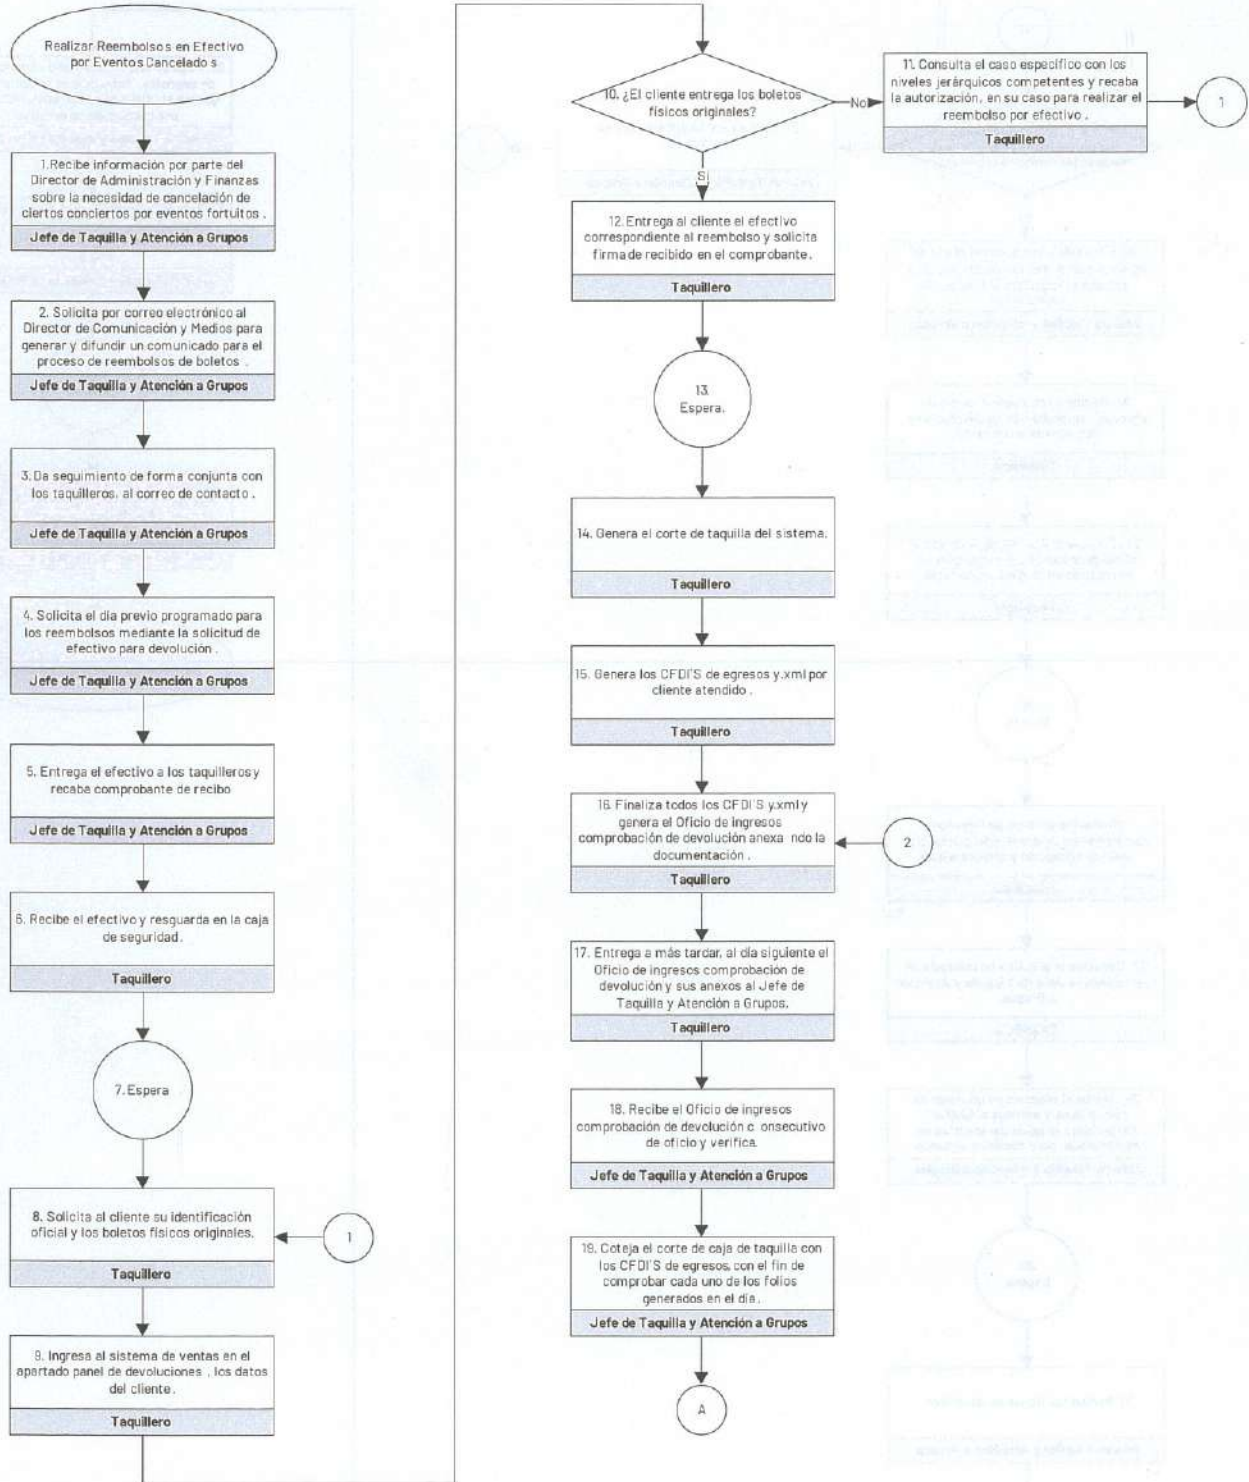 Realizar Reembolsos en Efectivo
por Eventos Cancelado s
1.Recibe información por parte del
Director de Administración y Finanzas
sobre la necesidad de cancelación de
ciertos conciertos por eventos fortuitos .
Jefe de Taquilla y Atención a Grupos
2. Solicita por correo electrónico al
Director de Comunicación y Medios para
generar y difundir un comunicado para el
proceso de reembolsos de boletos .
Jefe de Taquilla y Atención a Grupos
3. Da seguimiento de forma conjunta con
los taquilleros, al correo de contacto .
Jefe de Taquilla y Atención a Grupos
4. Solicita el día previo programado para
los reembolsos mediante la solicitud de
efectivo para devolución .
Jefe de Taquilla y Atención a Grupos
5. Entrega el efectivo a los taquilleros y
recaba comprobante de recibo
Jefe de Taquilla y Atención a Grupos
6. Recibe el efectivo y resguarda en la caja
de seguridad.
Taquillero
7. Espera
8. Solicita al cliente su identificación
oficial y los boletos físicos originales.
Taquillero
1
9. Ingresa al sistema de ventas en el
apartado panel de devoluciones , los datos
del cliente .
Taquillero
10. ¿El cliente entrega los boletos
físicos originales?
No
Sí
11. Consulta el caso específico con los
niveles jerárquicos competentes y recaba
la autorización, en su caso para realizar el
reembolso por efectivo .
Taquillero
1
12. Entrega al cliente el efectivo
correspondiente al reembolso y solicita
firma de recibido en el comprobante .
Taquillero
13.
Espera.
14. Genera el corte de taquilla del sistema.
Taquillero
15. Genera los CFDI'S de egresos y.xml por
cliente atendido .
Taquillero
16. Finaliza todos los CFDI'S y.xml y
genera el Oficio de ingresos
comprobación de devolución anexa ndo la
documentación .
Taquillero
2
17. Entrega a más tardar, al día siguiente el
Oficio de ingresos comprobación de
devolución y sus anexos al Jefe de
Taquilla y Atención a Grupos.
Taquillero
18. Recibe el Oficio de ingresos
comprobación de devolución c onsecutivo
de oficio y verifica.
Jefe de Taquilla y Atención a Grupos
19. Coteja el corte de caja de taquilla con
los CFDI'S de egresos, con el fin de
comprobar cada uno de los folios
generados en el día .
Jefe de Taquilla y Atención a Grupos
A